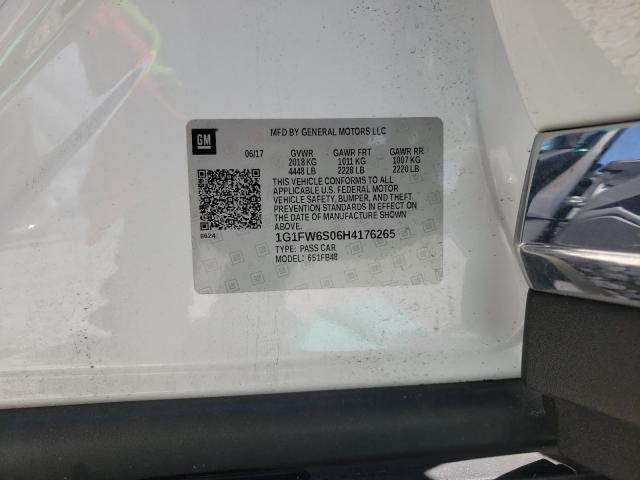 GM
MFD BY GENERAL MOTORS LLC
06/17 GVWR GAWR FRT GAWR RR
2018 KG 1011 KG 1007 KG
4448 LB 2228 LB 2220 LB
THIS VEHICLE CONFORMS TO ALL
APPLICABLE U.S. FEDERAL MOTOR
VEHICLE SAFETY, BUMPER, AND THEFT
PREVENTION STANDARDS IN EFFECT ON
THE DATE OF MANUFACTURE SHOWN
ABOVE.
8624 1G1FW6S06H4176265
TYPE: PASS CAR
MODEL: 651FB48